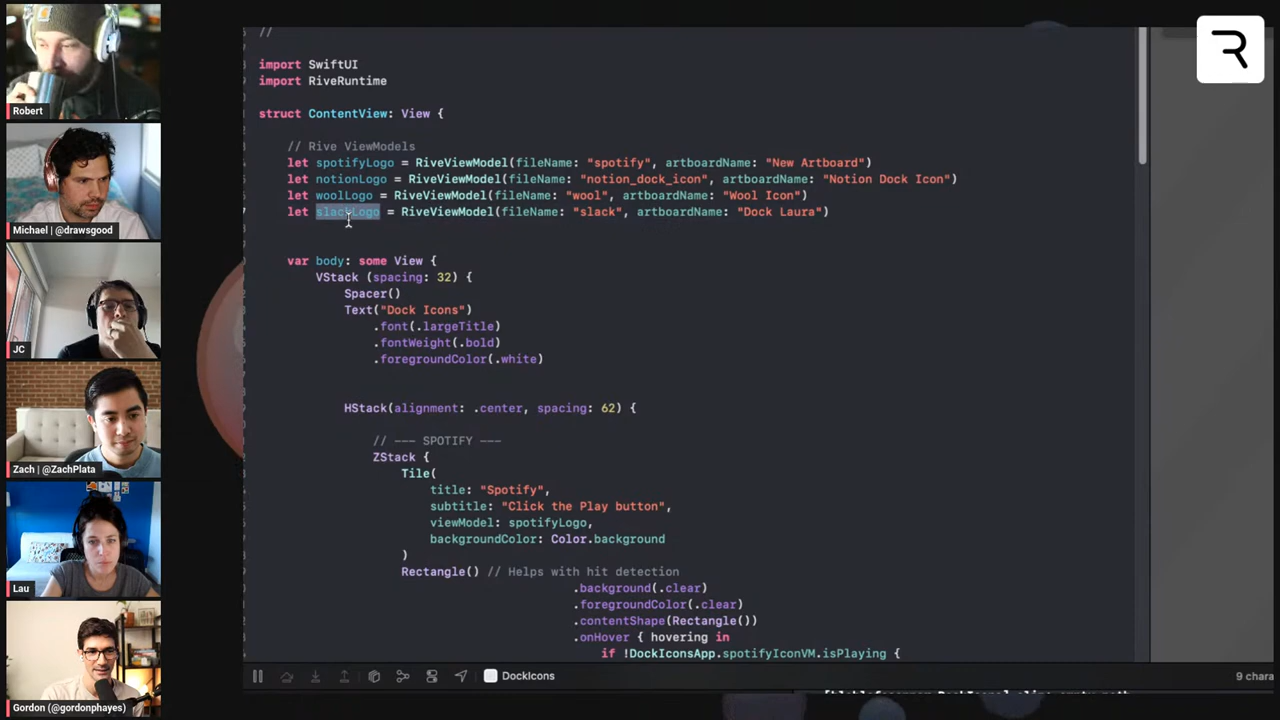 Robert
Michael | @drawsgood
JC
Zach | @ZachPlata
Lau
Gordon (@gordonphayes)
//
import SwiftUI
import RiveRuntime
struct ContentView: View {
// Rive ViewModels
let spotifyLogo = RiveViewModel(fileName: "spotify", artboardName: "New Artboard")
let notionLogo = RiveViewModel(fileName: "notion_dock_icon", artboardName: "Notion Dock Icon")
let woolLogo = RiveViewModel(fileName: "wool", artboardName: "Wool Icon")
let slackLogo = RiveViewModel(fileName: "slack", artboardName: "Dock Laura")
var body: some View {
VStack (spacing: 32) {
Spacer()
Text("Dock Icons")
.font(.largeTitle)
.fontWeight(.bold)
.foregroundColor(.white)
HStack(alignment: .center, spacing: 62) {
// ––– SPOTIFY –––
ZStack {
Tile(
title: "Spotify",
subtitle: "Click the Play button",
viewModel: spotifyLogo,
backgroundColor: Color.background
)
Rectangle() // Helps with hit detection
.background(.clear)
.foregroundColor(.clear)
.contentShape(Rectangle())
.onHover { hovering in
if !DockIconsApp.spotifyIconVM.isPlaying {
DockIcons
9 chara